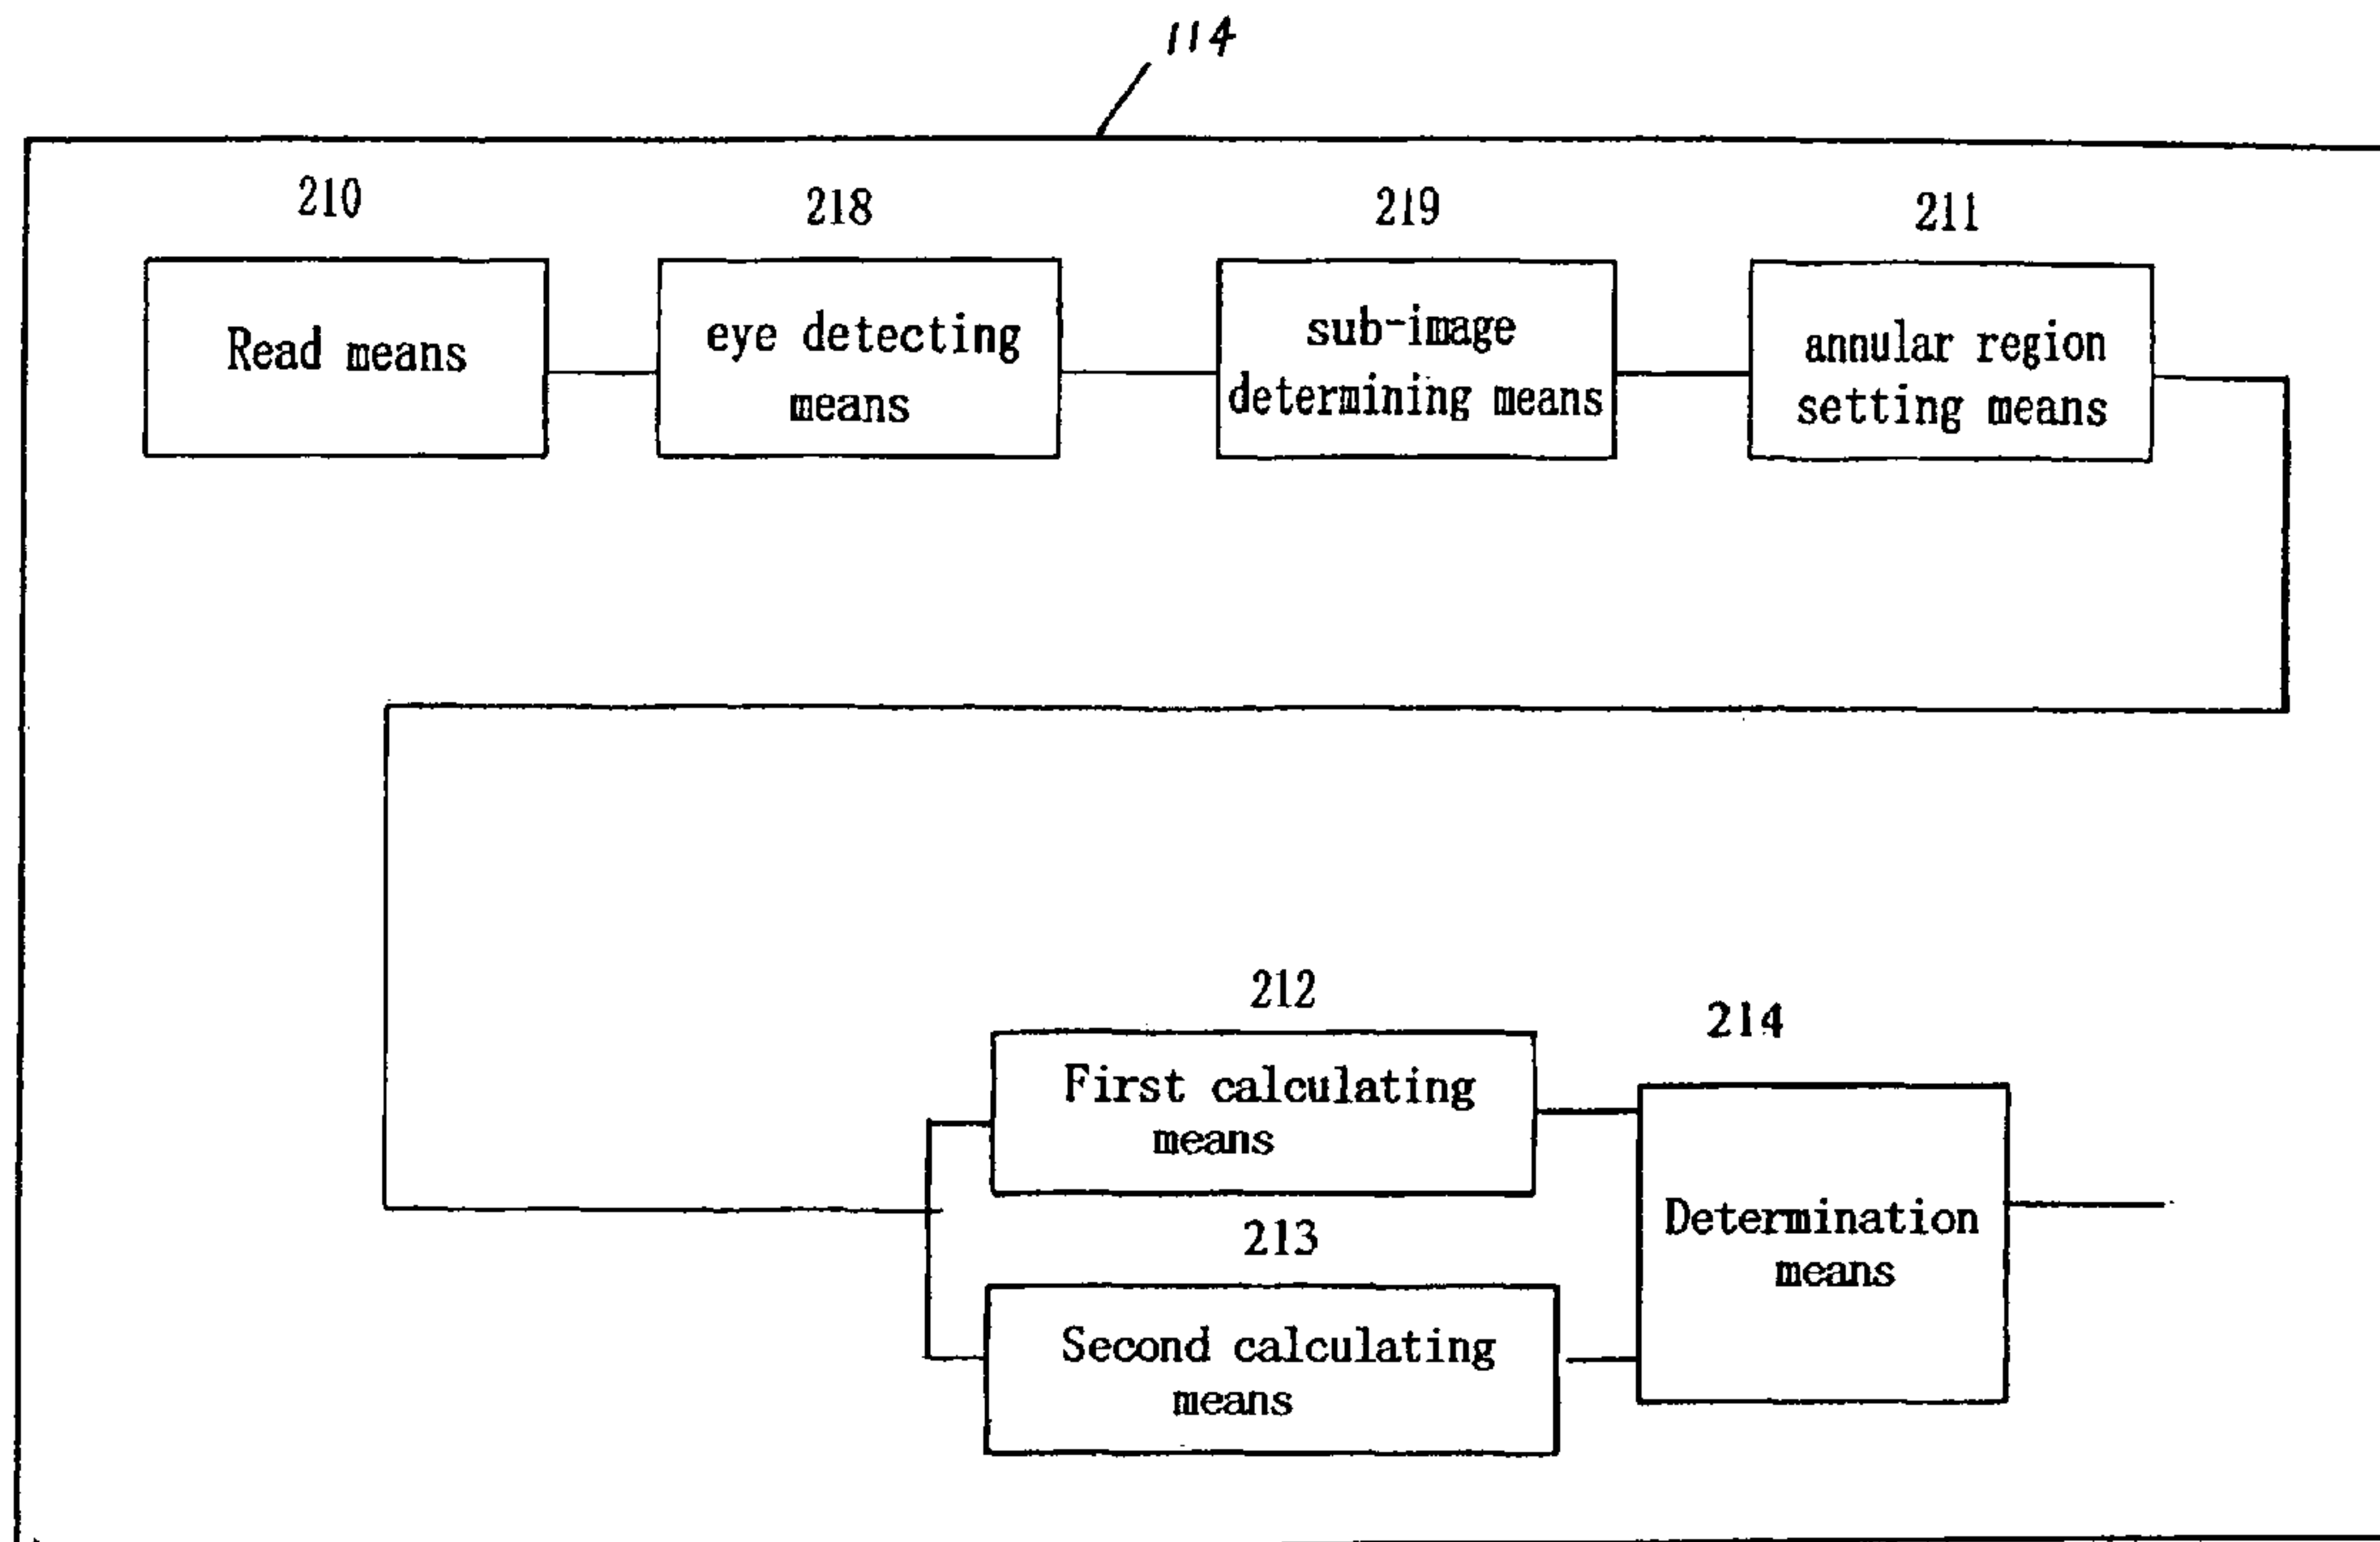 114
210
218
219
211
Read means
eye detecting
means
sub-image
determining means
annular region
setting means
212
First calculating
means
213
Second calculating
means
214
Determination
means